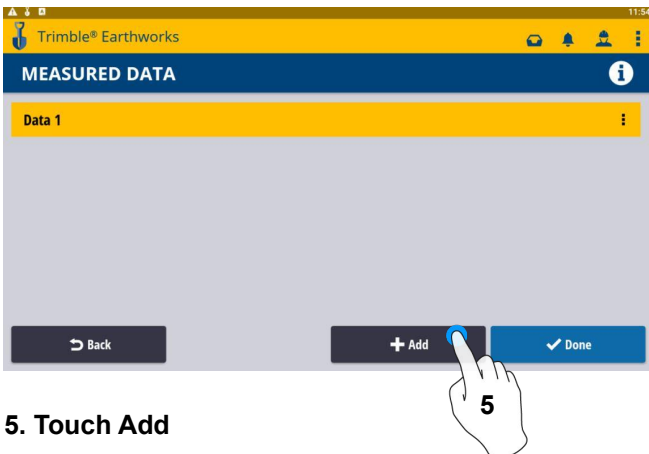 11:54
Trimble® Earthworks
MEASURED DATA
Data 1
Back
Add
Done
5
5. Touch Add